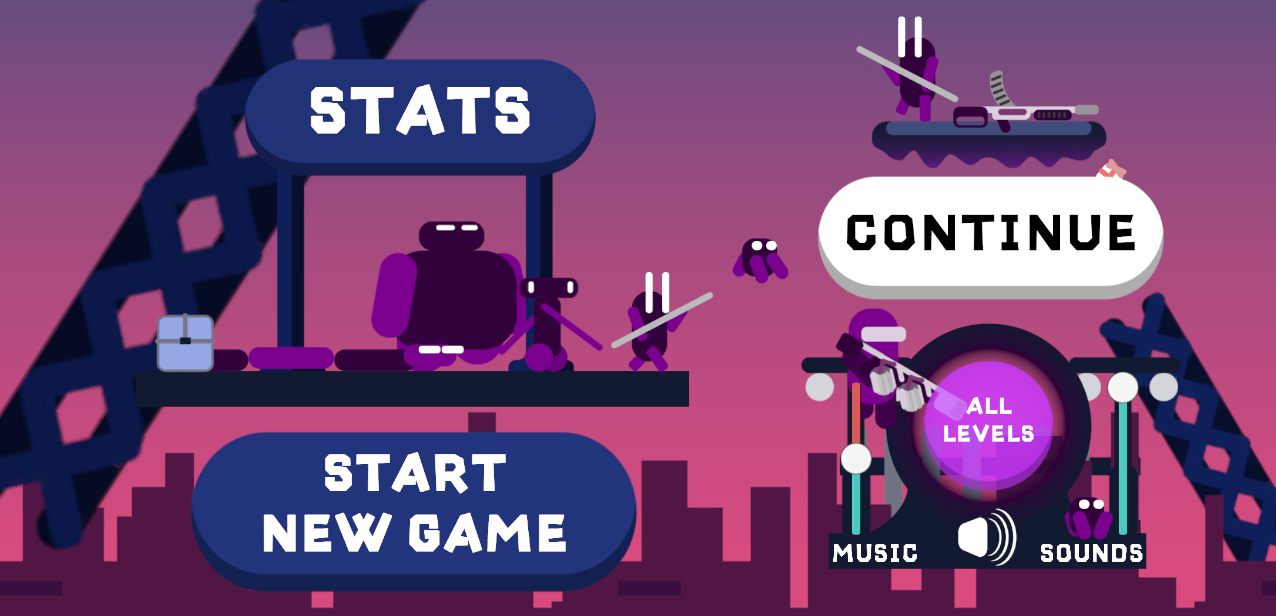 STATS
CONTINUE
ALL
LEVELS
START
NEW GAME
MUSIC
SOUNDS